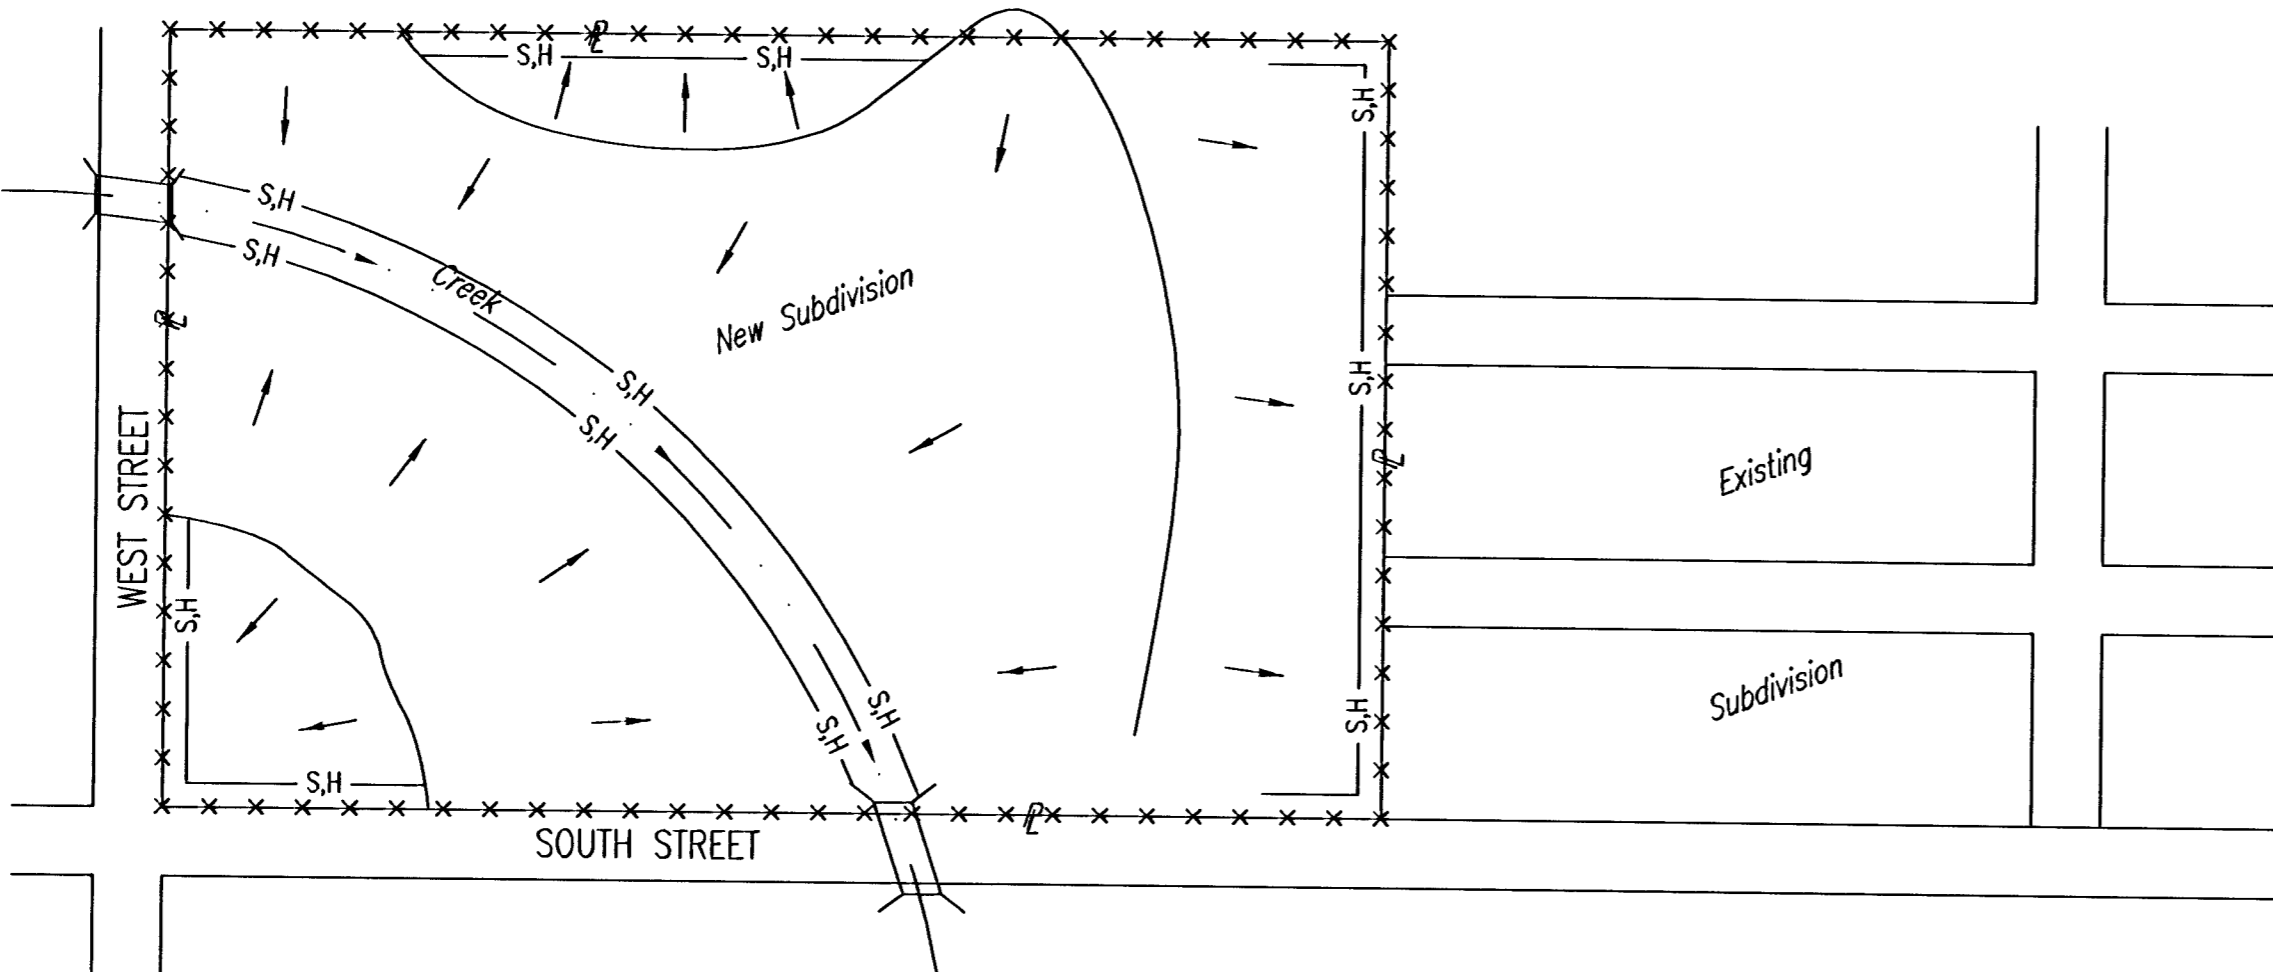 ℄
S,H S,H
S,H
S,H
S,H
Creek
New Subdivision
℄
S,H
S,H
S,H
WEST STREET
℄
Existing
S,H
Subdivision
S,H
S,H
S,H
S,H
℄
SOUTH STREET